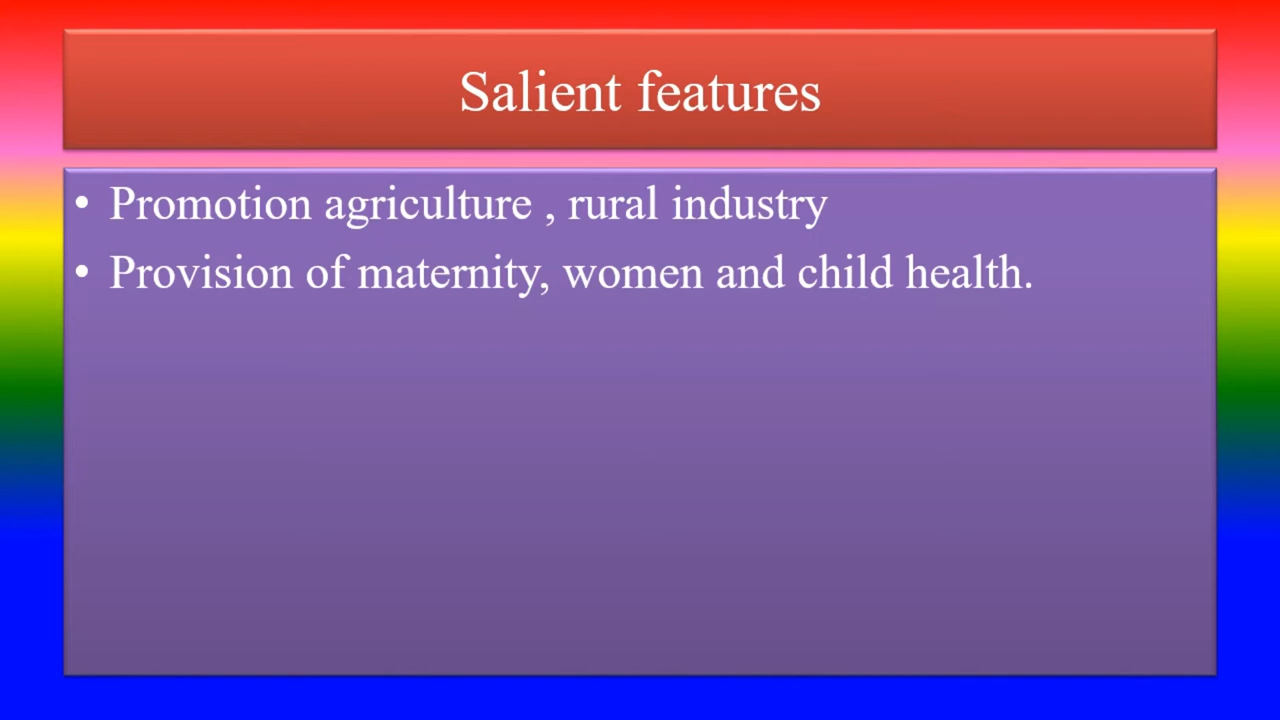 Salient features
• Promotion agriculture , rural industry
• Provision of maternity, women and child health.